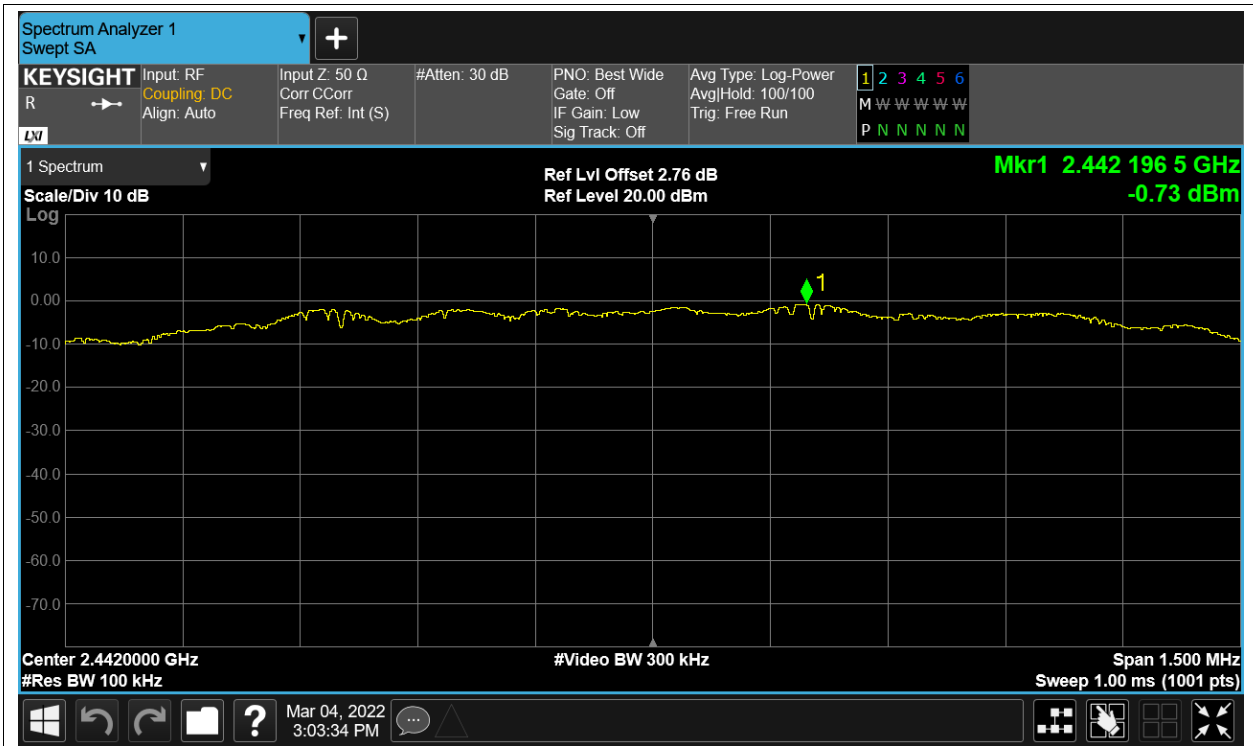 Spectrum Analyzer 1
Swept SA
KEYSIGHT
R
LXI
Input: RF
Coupling: DC
Align: Auto
Input Z: 50 Ω
Corr CCorr
Freq Ref: Int (S)
#Atten: 30 dB
PNO: Best Wide
Gate: Off
IF Gain: Low
Sig Track: Off
Avg Type: Log-Power
Avg|Hold: 100/100
Trig: Free Run
1 2 3 4 5 6
M W W W W W W
P N N N N N N
1 Spectrum
Scale/Div 10 dB
Ref Lvl Offset 2.76 dB
Ref Level 20.00 dBm
Mkr1 2.442 196 5 GHz
-0.73 dBm
Log
10.0
0.00
-10.0
-20.0
-30.0
-40.0
-50.0
-60.0
-70.0
1
Center 2.4420000 GHz
#Res BW 100 kHz
#Video BW 300 kHz
Span 1.500 MHz
Sweep 1.00 ms (1001 pts)
?
Mar 04, 2022
3:03:34 PM